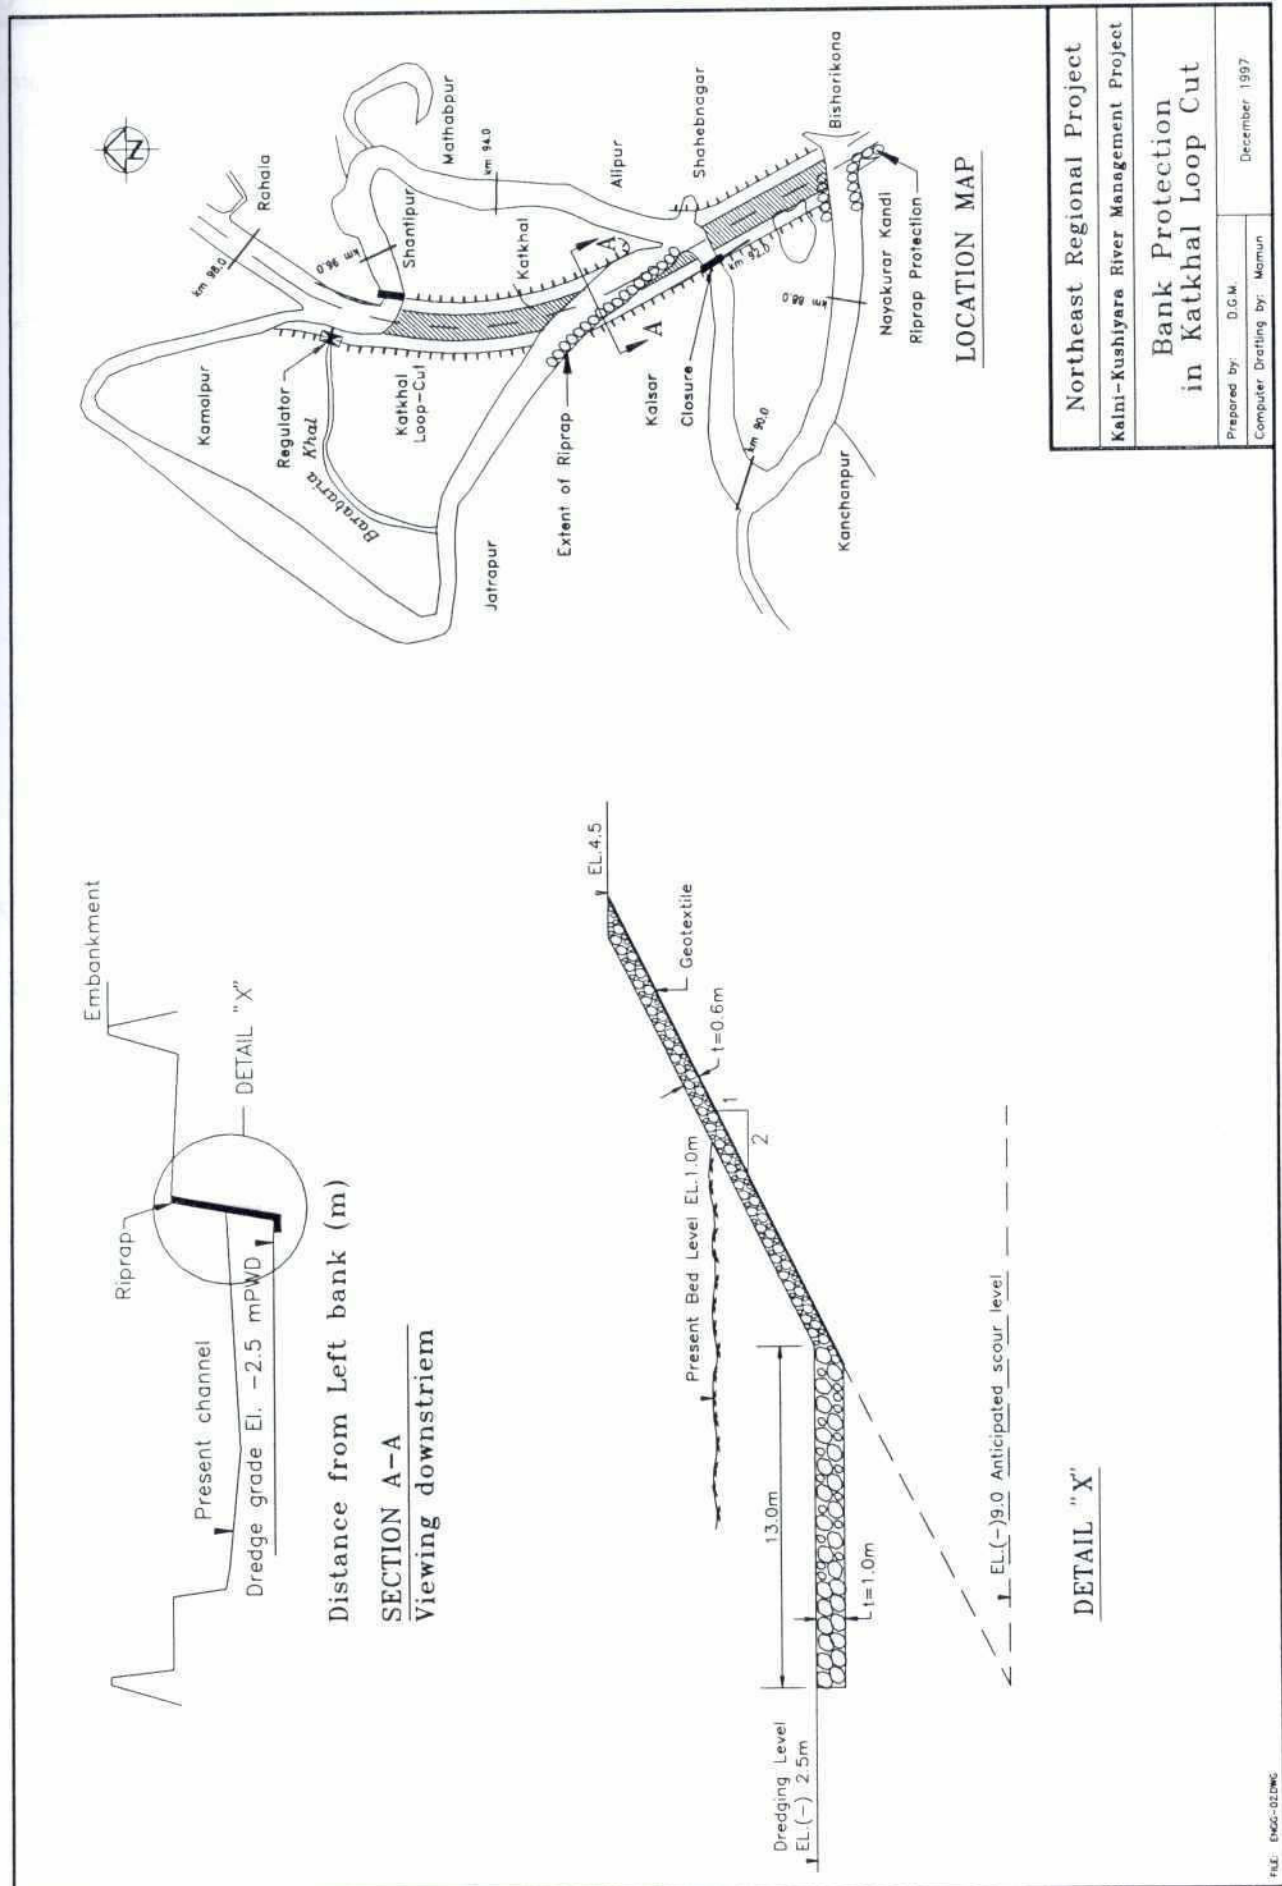 Embankment
Riprap
Present channel
DETAIL "X"
Dredge grade El. -2.5 mPWD
Distance from Left bank (m)
SECTION A-A
Viewing downstriem
EL.4.5
Geotextile
t=0.6m
1
2
Present Bed Level EL.1.0m
13.0m
t=1.0m
Dredging Level
EL.(-) 2.5m
EL.(-)9.0 Anticipated scour level
DETAIL "X"
N
Rahala
km 98.0
Kamalpur
Regulator
Barabaria Khal
Katkhal
Loop-Cut
km 96.0
Shantipur
Mathabpur
km 94.0
Katkhal
Jatrapur
Extent of Riprap
A
A
Alipur
Kaisar
Closure
Shahebnagar
km 92.0
km 90.0
km 88.0
Kanchanpur
Bishorikona
Nayakurar Kandi
Riprap Protection
LOCATION MAP
Northeast Regional Project
Kalni-Kushiyara River Management Project
Bank Protection
in Katkhal Loop Cut
Prepared by: D.G.M.
Computer Drafting by: Mamun
December 1997
FILE: ENGG-02.DWG